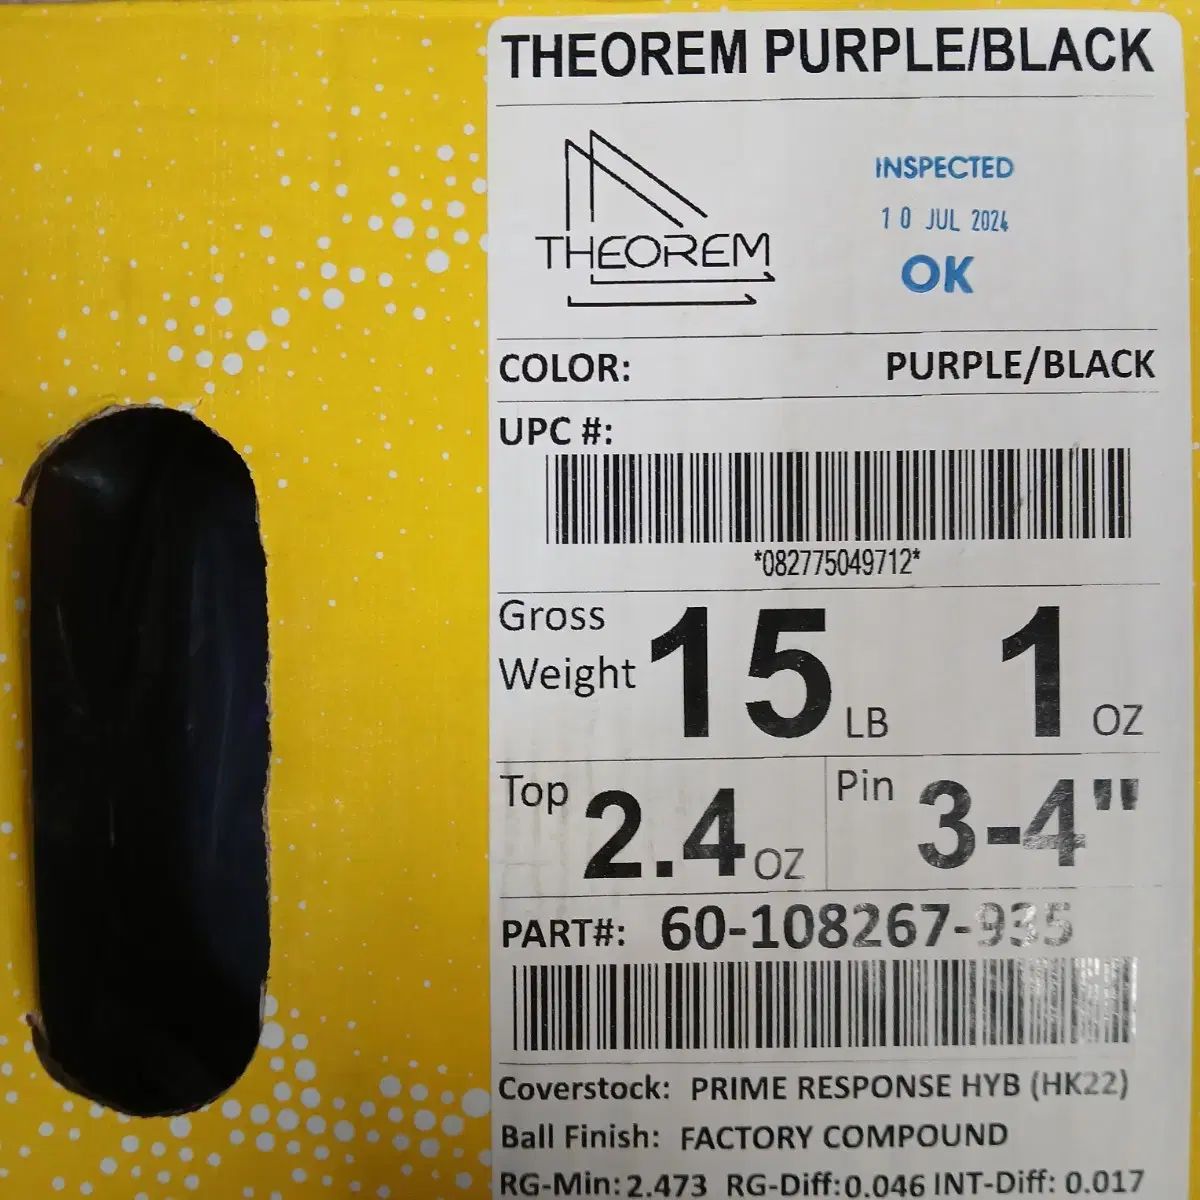 THEOREM PURPLE/BLACK
THEOREM
INSPECTED
10 JUL 2024
OK
COLOR: PURPLE/BLACK
UPC #:
*082775049712*
Gross Weight 15 LB 1 OZ
Top 2.4 OZ Pin 3-4"
PART#: 60-108267-935
Coverstock: PRIME RESPONSE HYB (HK22)
Ball Finish: FACTORY COMPOUND
RG-Min: 2.473 RG-Diff: 0.046 INT-Diff: 0.017